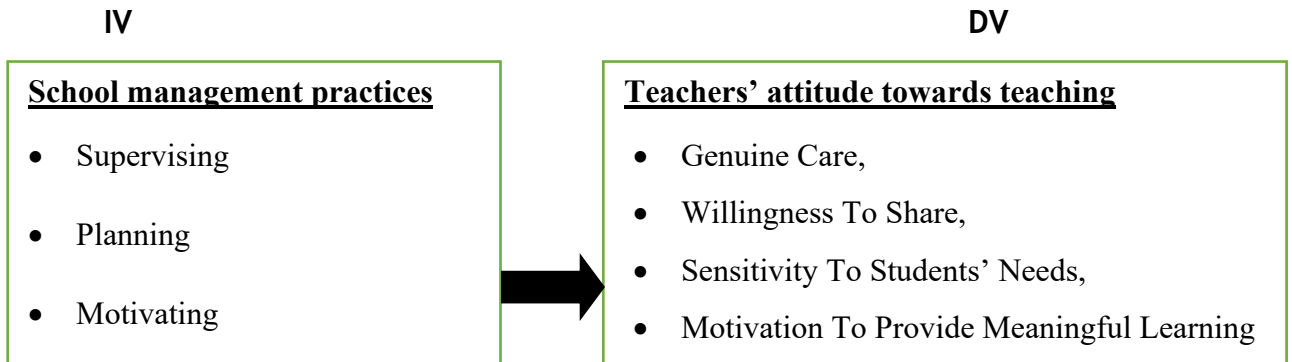 IV
DV
School management practices
• Supervising
• Planning
• Motivating
Teachers’ attitude towards teaching
• Genuine Care,
• Willingness To Share,
• Sensitivity To Students’ Needs,
• Motivation To Provide Meaningful Learning